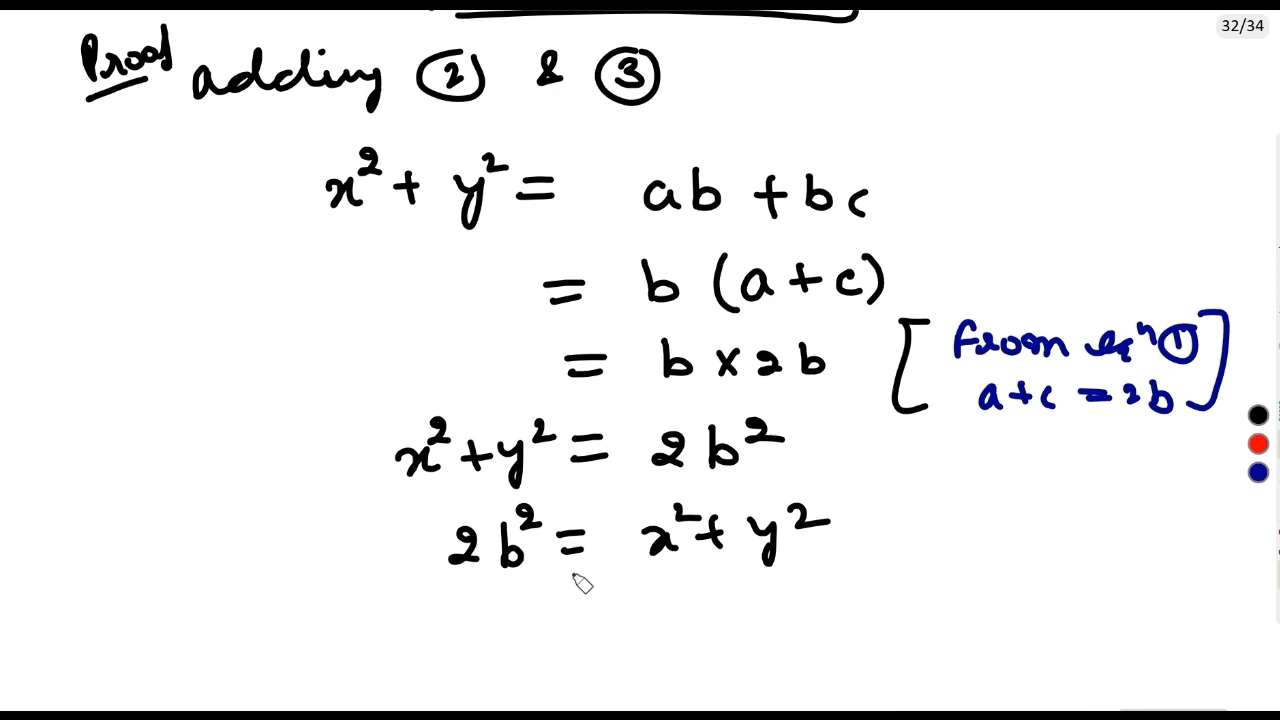 32/34
Proof adding ② & ③
x² + y² = ab + bc
= b (a+c)
= b × 2b [from eqⁿ ①
a+c = 2b]
x² + y² = 2b²
2b² = x² + y²